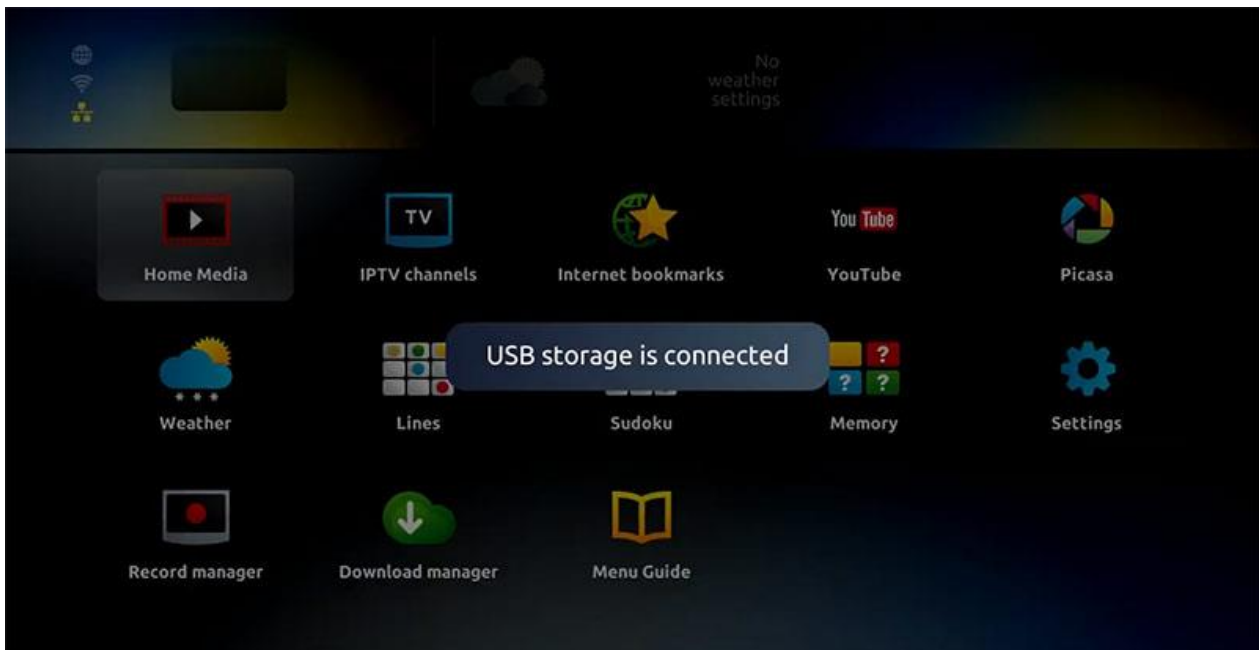 No
weather
settings
TV
You Tube
Home Media
IPTV channels
Internet bookmarks
YouTube
Picasa
USB storage is connected
? ? ?
Weather
Lines
Sudoku
Memory
Settings
Record manager
Download manager
Menu Guide